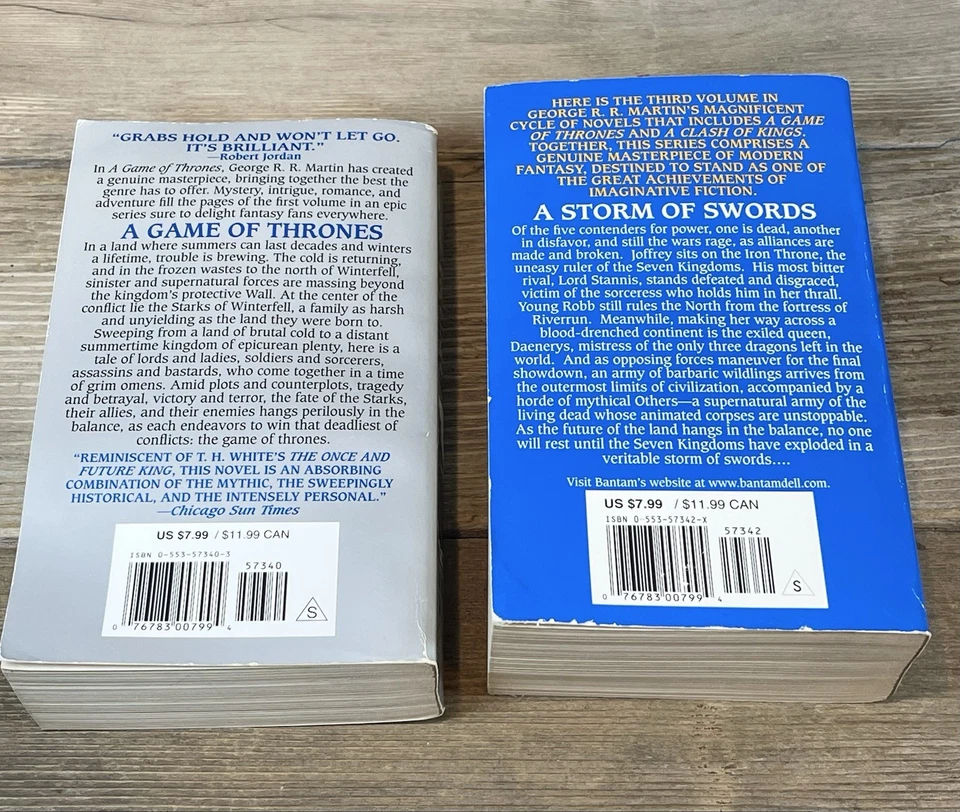 “GRABS HOLD AND WON'T LET GO.
IT'S BRILLIANT.”
—Robert Jordan
In A Game of Thrones, George R. R. Martin has created
a genuine masterpiece, bringing together the best the
genre has to offer. Mystery, intrigue, romance, and
adventure fill the pages of the first volume in an epic
series sure to delight fantasy fans everywhere.
A GAME OF THRONES
In a land where summers can last decades and winters
a lifetime, trouble is brewing. The cold is returning,
and in the frozen wastes to the north of Winterfell,
sinister and supernatural forces are massing beyond
the kingdom's protective Wall. At the center of the
conflict lie the Starks of Winterfell, a family as harsh
and unyielding as the land they were born to.
Sweeping from a land of brutal cold to a distant
summertime kingdom of epicurean plenty, here is a
tale of lords and ladies, soldiers and sorcerers,
assassins and bastards, who come together in a time
of grim omens. Amid plots and counterplots, tragedy
and betrayal, victory and terror, the fate of the Starks,
their allies, and their enemies hangs perilously in the
balance, as each endeavors to win that deadliest of
conflicts: the game of thrones.
“REMINISCENT OF T. H. WHITE'S THE ONCE AND
FUTURE KING, THIS NOVEL IS AN ABSORBING
COMBINATION OF THE MYTHIC, THE SWEEPINGLY
HISTORICAL, AND THE INTENSELY PERSONAL.”
—Chicago Sun Times
US $7.99 / $11.99 CAN
ISBN 0-553-57340-3
57340
0 76783 00799 4
S
HERE IS THE THIRD VOLUME IN
GEORGE R. R. MARTIN'S MAGNIFICENT
CYCLE OF NOVELS THAT INCLUDES A GAME
OF THRONES AND A CLASH OF KINGS.
TOGETHER, THIS SERIES COMPRISES A
GENUINE MASTERPIECE OF MODERN
FANTASY, DESTINED TO STAND AS ONE OF
THE GREAT ACHIEVEMENTS OF
IMAGINATIVE FICTION.
A STORM OF SWORDS
Of the five contenders for power, one is dead, another
in disfavor, and still the wars rage, as alliances are
made and broken. Joffrey sits on the Iron Throne, the
uneasy ruler of the Seven Kingdoms. His most bitter
rival, Lord Stannis, stands defeated and disgraced,
victim of the sorceress who holds him in her thrall.
Young Robb still rules the North from the fortress of
Riverrun. Meanwhile, making her way across a
blood-drenched continent is the exiled queen,
Daenerys, mistress of the only three dragons left in the
world. And as opposing forces maneuver for the final
showdown, an army of barbaric wildlings arrives from
the outermost limits of civilization, accompanied by a
horde of mythical Others—a supernatural army of the
living dead whose animated corpses are unstoppable.
As the future of the land hangs in the balance, no one
will rest until the Seven Kingdoms have exploded in a
veritable storm of swords....
Visit Bantam's website at www.bantamdell.com.
US $7.99 / $11.99 CAN
ISBN 0-553-57342-X
57342
0 76783 00799 4
S